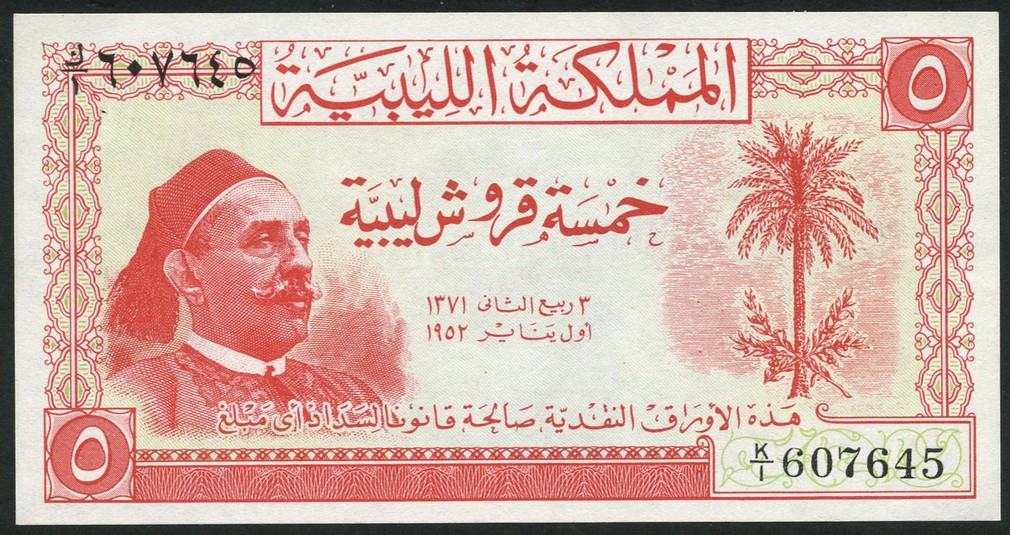 ك/١ ٦٠٧٦٤٥
المملكة الليبية
٥
خمسة قروش ليبية
٣ ربيع الثانى ١٣٧١
أول يناير ١٩٥٢
هذه الأوراق النقدية صالحة قانونا لسداد أى مبلغ
٥
K/1 607645